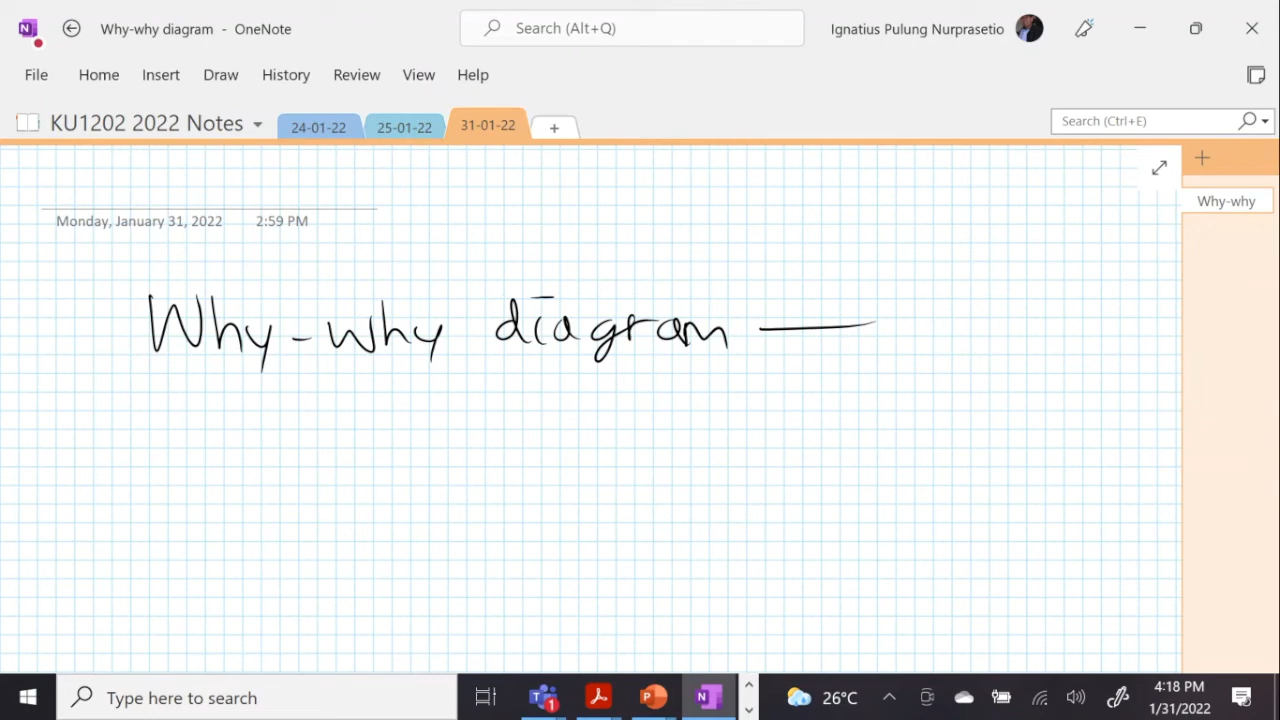 Why-why diagram - OneNote
Search (Alt+Q)
Ignatius Pulung Nurprasetio
File Home Insert Draw History Review View Help
KU1202 2022 Notes
24-01-22
25-01-22
31-01-22
+
Search (Ctrl+E)
Monday, January 31, 2022 2:59 PM
Why-why
Why-why diagram —
Type here to search
1
26°C
4:18 PM
1/31/2022